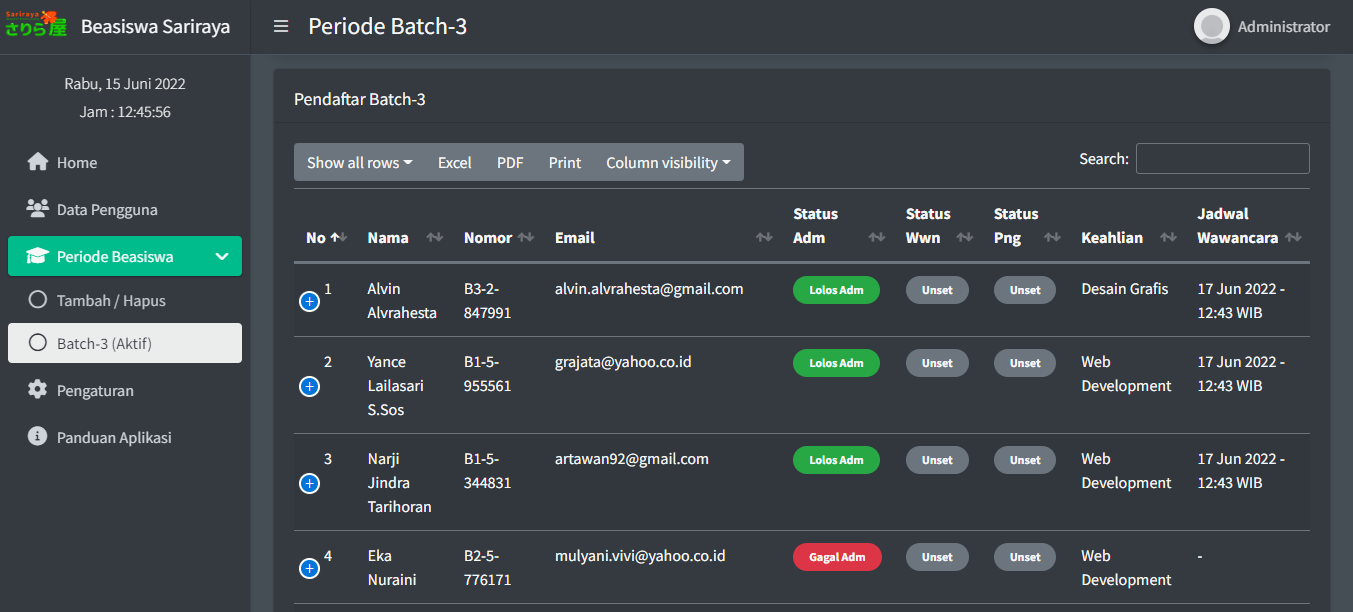 Sariraya
さりら屋
Beasiswa Sariraya
Periode Batch-3
Administrator
Rabu, 15 Juni 2022
Jam : 12:45:56
Home
Data Pengguna
Periode Beasiswa
Tambah / Hapus
Batch-3 (Aktif)
Pengaturan
Panduan Aplikasi
Pendaftar Batch-3
Show all rows Excel PDF Print Column visibility
Search:
No Nama Nomor Email Status Adm Status Wwn Status Png Keahlian Jadwal Wawancara
1 Alvin Alvrahesta B3-2-847991 alvin.alvrahesta@gmail.com Lolos Adm Unset Unset Desain Grafis 17 Jun 2022 - 12:43 WIB
2 Yance Lailasari S.Sos B1-5-955561 grajata@yahoo.co.id Lolos Adm Unset Unset Web Development 17 Jun 2022 - 12:43 WIB
3 Narji Jindra Tarihoran B1-5-344831 artawan92@gmail.com Lolos Adm Unset Unset Web Development 17 Jun 2022 - 12:43 WIB
4 Eka Nuraini B2-5-776171 mulyani.vivi@yahoo.co.id Gagal Adm Unset Unset Web Development -